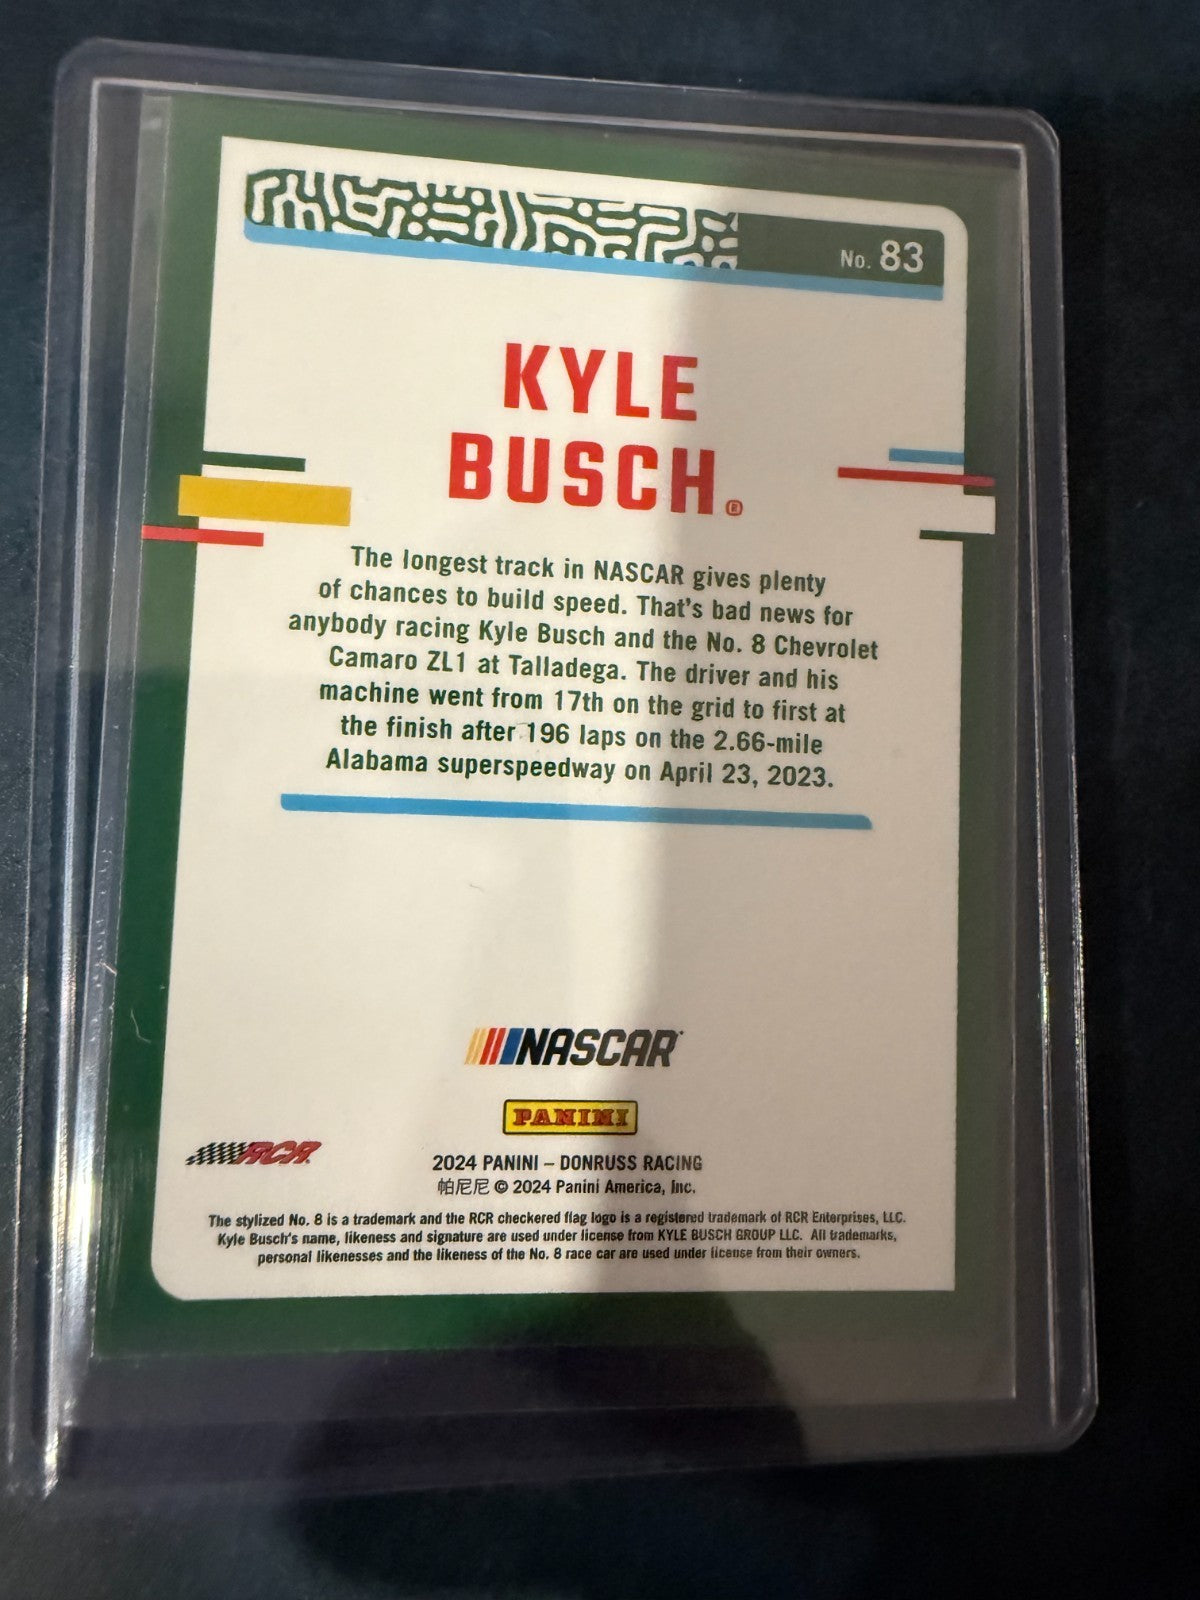 No. 83
KYLE
BUSCH®
The longest track in NASCAR gives plenty
of chances to build speed. That's bad news for
anybody racing Kyle Busch and the No. 8 Chevrolet
Camaro ZL1 at Talladega. The driver and his
machine went from 17th on the grid to first at
the finish after 196 laps on the 2.66-mile
Alabama superspeedway on April 23, 2023.
NASCAR
PANINI
RCR
2024 PANINI – DONRUSS RACING
帕尼尼 © 2024 Panini America, Inc.
The stylized No. 8 is a trademark and the RCR checkered flag logo is a registered trademark of RCR Enterprises, LLC.
Kyle Busch's name, likeness and signature are used under license from KYLE BUSCH GROUP LLC. All trademarks,
personal likenesses and the likeness of the No. 8 race car are used under license from their owners.